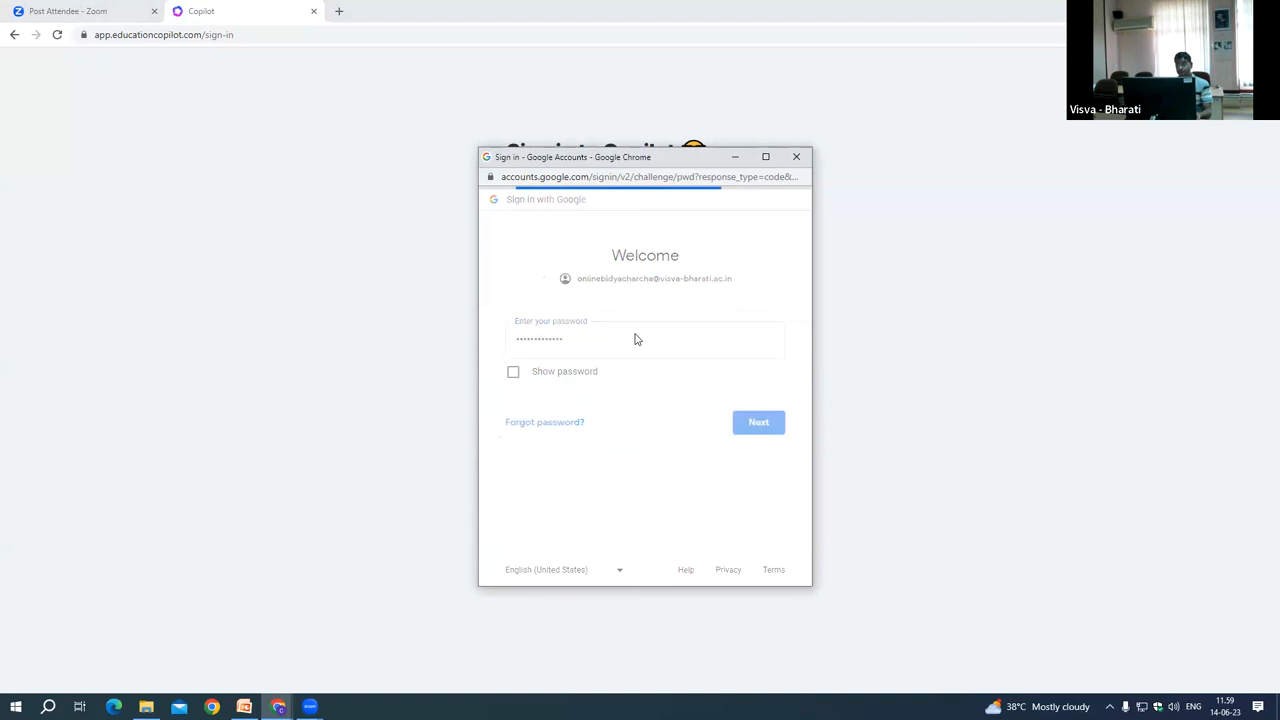 Post Attendee - Zoom
Copilot
app.educationcopilot.com/sign-in
Visva - Bharati
Sign in - Google Accounts - Google Chrome
accounts.google.com/signin/v2/challenge/pwd?response_type=code&...
Sign in with Google
Welcome
onlinebidyacharcha@visva-bharati.ac.in
Enter your password
•••••••••••••
Show password
Forgot password?
Next
English (United States)
Help
Privacy
Terms
38°C Mostly cloudy
11.59
14-06-23